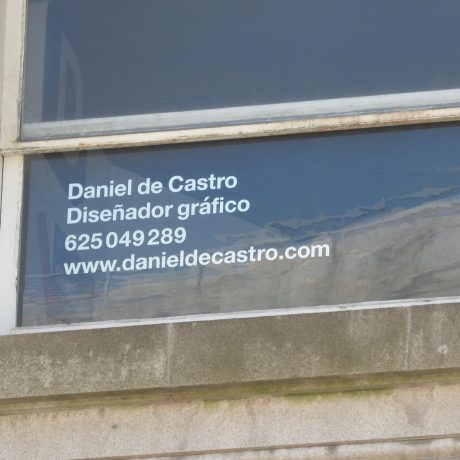 Daniel de Castro
Diseñador gráfico
625 049 289
www.danieldecastro.com